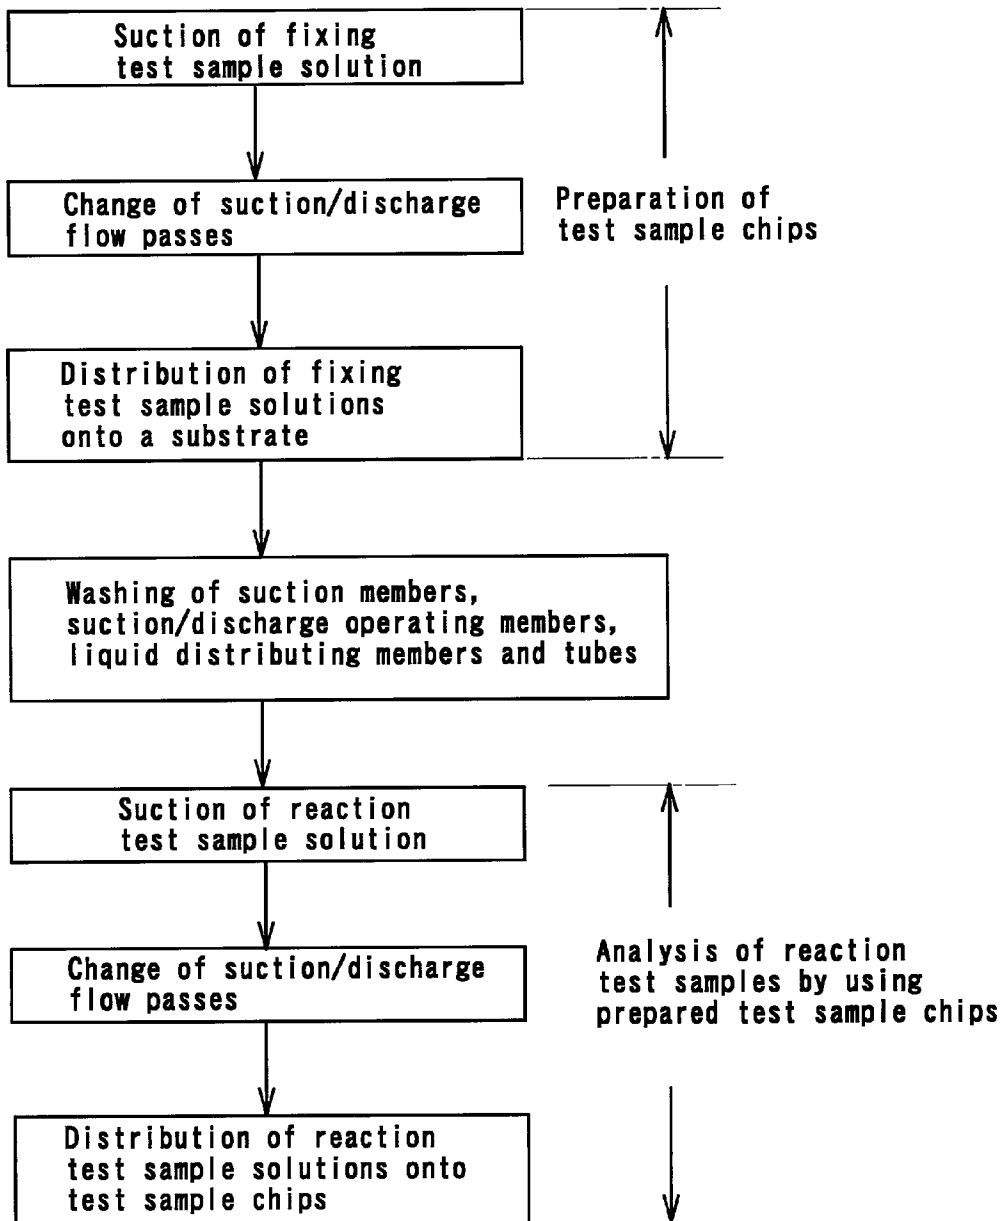 Suction of fixing
test sample solution
Change of suction/discharge
flow passes
Preparation of
test sample chips
Distribution of fixing
test sample solutions
onto a substrate
Washing of suction members,
suction/discharge operating members,
liquid distributing members and tubes
Suction of reaction
test sample solution
Change of suction/discharge
flow passes
Analysis of reaction
test samples by using
prepared test sample chips
Distribution of reaction
test sample solutions onto
test sample chips